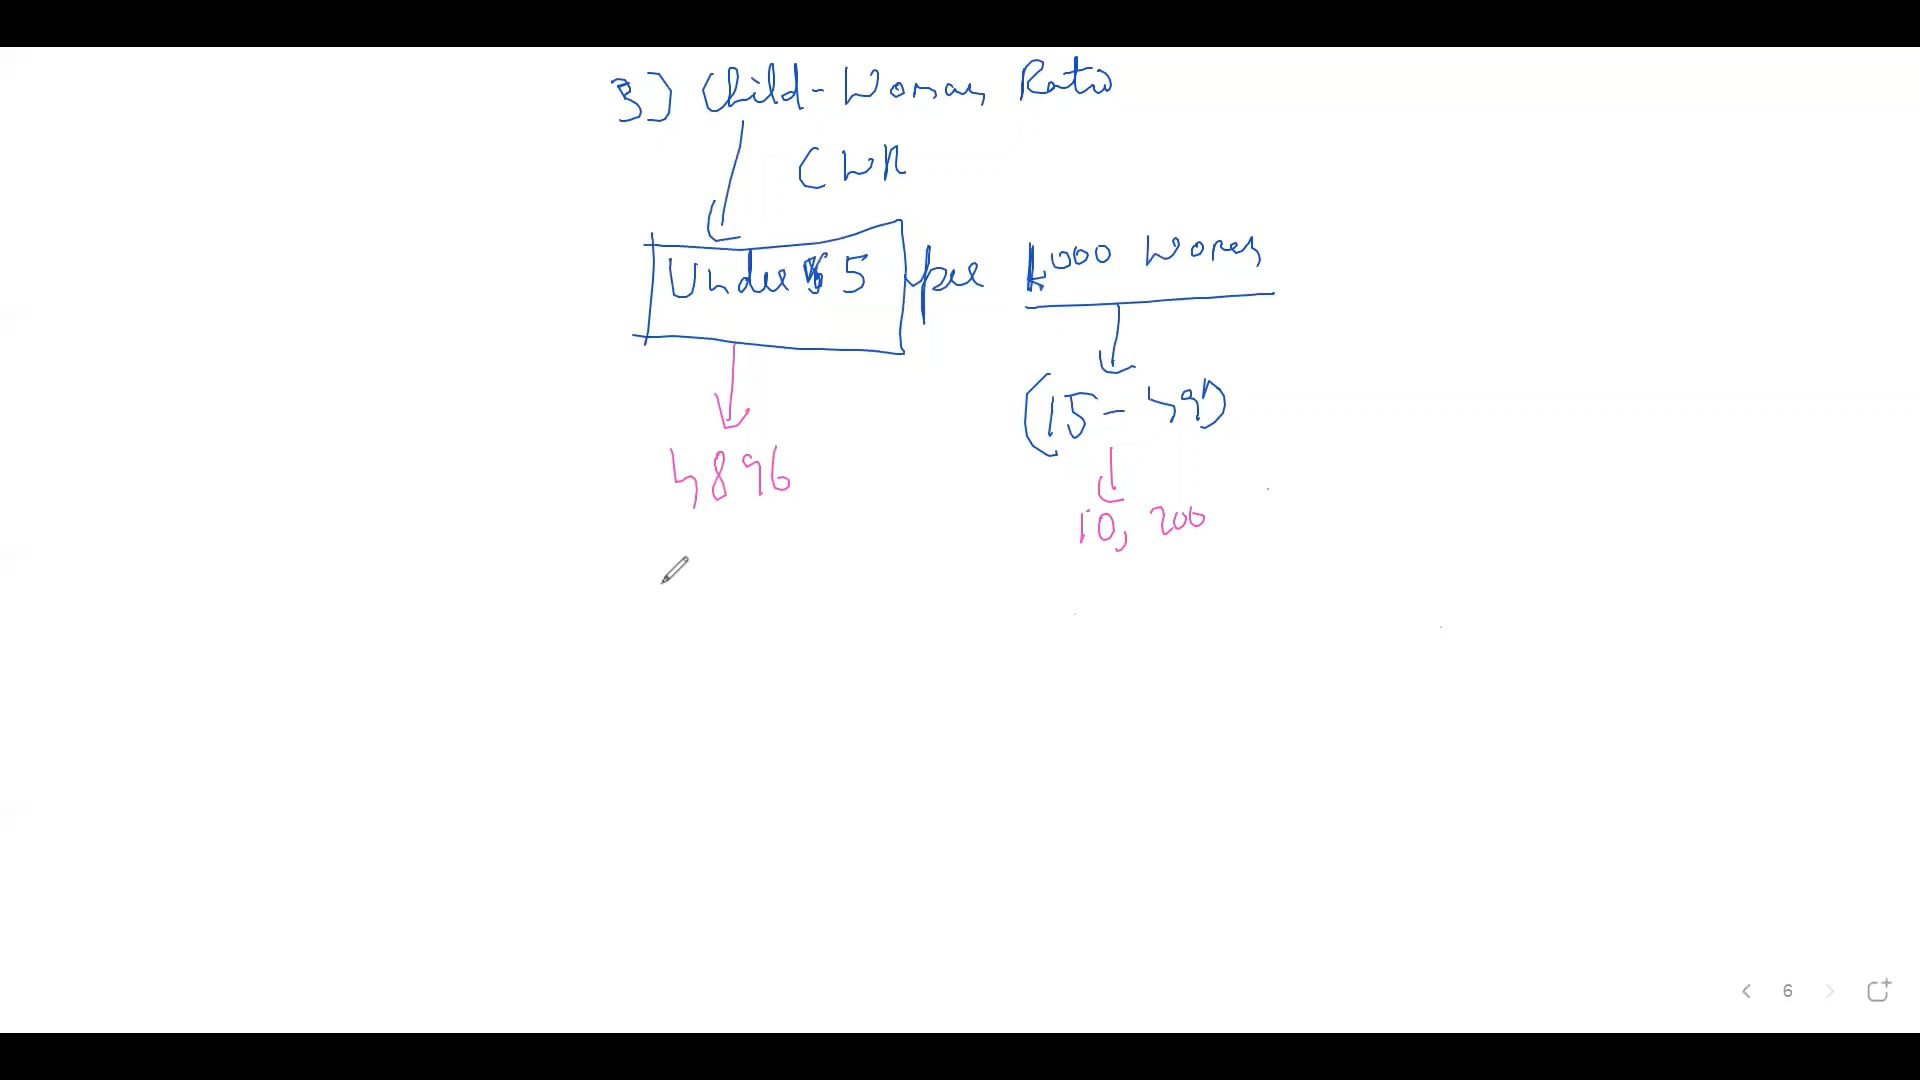 3) Child-Woman Ratio
CWR
Under 5 per 1000 Women
(15-49)
4896
10, 200
6